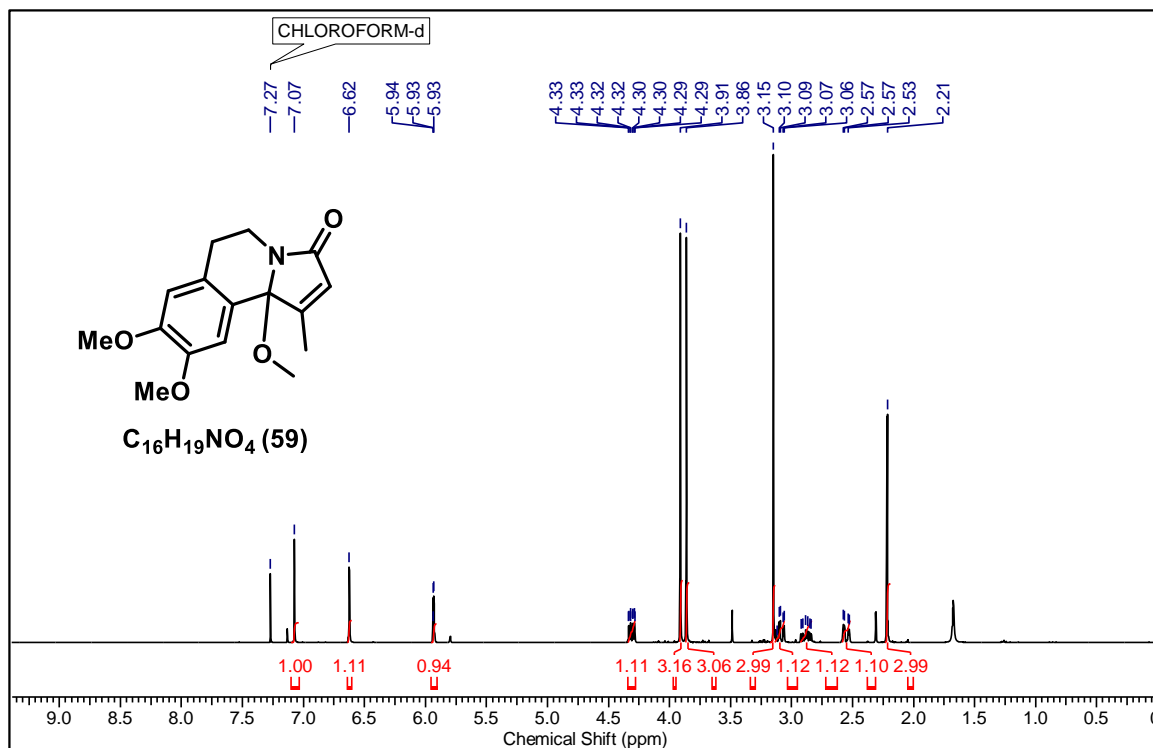 CHLOROFORM-d
7.27
7.07
6.62
5.94
5.93
5.93
4.33
4.33
4.32
4.32
4.30
4.30
4.29
4.29
3.91
3.86
3.15
3.10
3.09
3.07
3.06
2.57
2.57
2.53
2.21
O
N
MeO
O
MeO
C₁₆H₁₉NO₄ (59)
1.00 1.11 0.94 1.11 3.16 3.06 2.99 1.12 1.12 1.10 2.99
9.0 8.5 8.0 7.5 7.0 6.5 6.0 5.5 5.0 4.5 4.0 3.5 3.0 2.5 2.0 1.5 1.0 0.5 0
Chemical Shift (ppm)